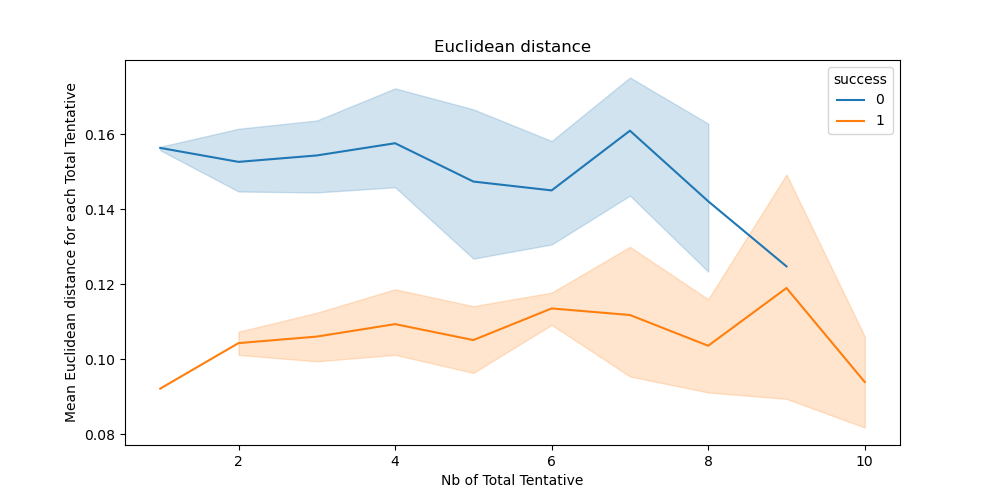 Euclidean distance
success
0
1
Mean Euclidean distance for each Total Tentative
0.16
0.14
0.12
0.10
0.08
2 4 6 8 10
Nb of Total Tentative